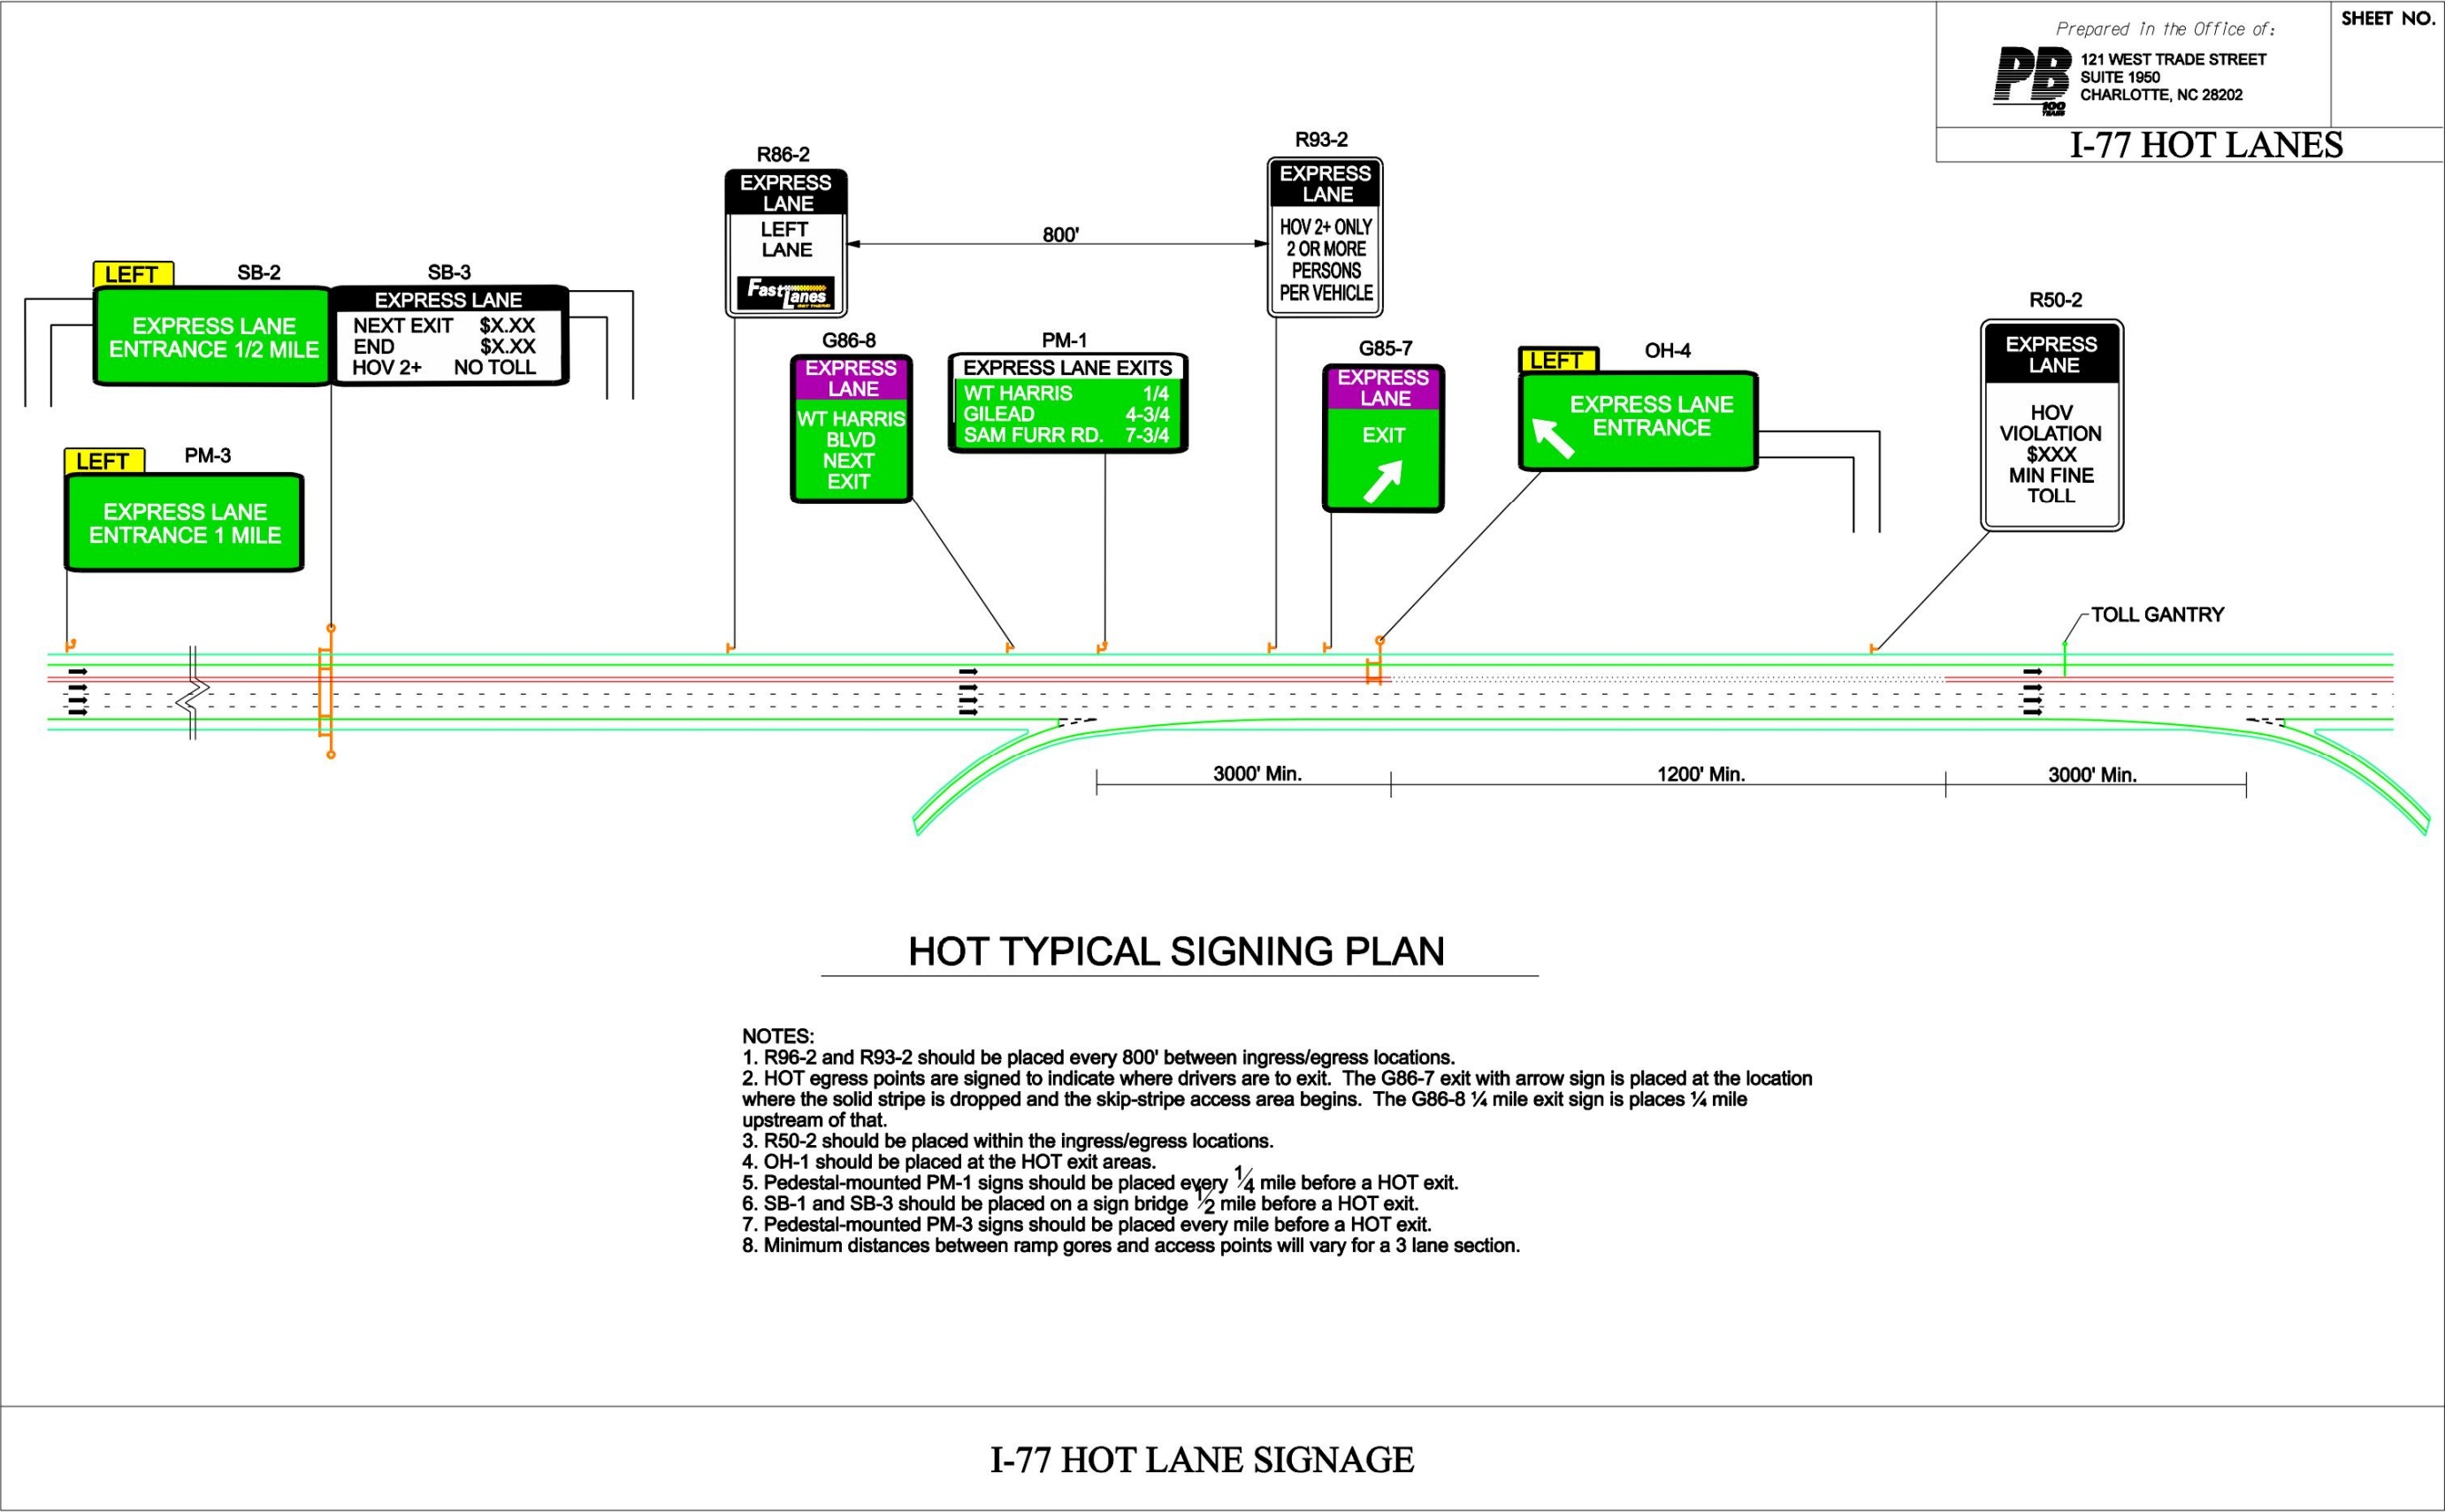 Prepared in the Office of:
SHEET NO.
PB
100
YEARS
121 WEST TRADE STREET
SUITE 1950
CHARLOTTE, NC 28202
I-77 HOT LANES
R86-2
EXPRESS
LANE
LEFT
LANE
Fast Lanes
GET THERE!
800'
R93-2
EXPRESS
LANE
HOV 2+ ONLY
2 OR MORE
PERSONS
PER VEHICLE
LEFT
SB-2
EXPRESS LANE
ENTRANCE 1/2 MILE
SB-3
EXPRESS LANE
NEXT EXIT $X.XX
END $X.XX
HOV 2+ NO TOLL
LEFT
PM-3
EXPRESS LANE
ENTRANCE 1 MILE
G86-8
EXPRESS
LANE
WT HARRIS
BLVD
NEXT
EXIT
PM-1
EXPRESS LANE EXITS
WT HARRIS 1/4
GILEAD 4-3/4
SAM FURR RD. 7-3/4
G85-7
EXPRESS
LANE
EXIT
LEFT
OH-4
EXPRESS LANE
ENTRANCE
R50-2
EXPRESS
LANE
HOV
VIOLATION
$XXX
MIN FINE
TOLL
TOLL GANTRY
3000' Min.
1200' Min.
3000' Min.
HOT TYPICAL SIGNING PLAN
NOTES:
1. R96-2 and R93-2 should be placed every 800' between ingress/egress locations.
2. HOT egress points are signed to indicate where drivers are to exit. The G86-7 exit with arrow sign is placed at the location
where the solid stripe is dropped and the skip-stripe access area begins. The G86-8 ¼ mile exit sign is places ¼ mile
upstream of that.
3. R50-2 should be placed within the ingress/egress locations.
4. OH-1 should be placed at the HOT exit areas.
5. Pedestal-mounted PM-1 signs should be placed every 1/4 mile before a HOT exit.
6. SB-1 and SB-3 should be placed on a sign bridge 1/2 mile before a HOT exit.
7. Pedestal-mounted PM-3 signs should be placed every mile before a HOT exit.
8. Minimum distances between ramp gores and access points will vary for a 3 lane section.
I-77 HOT LANE SIGNAGE